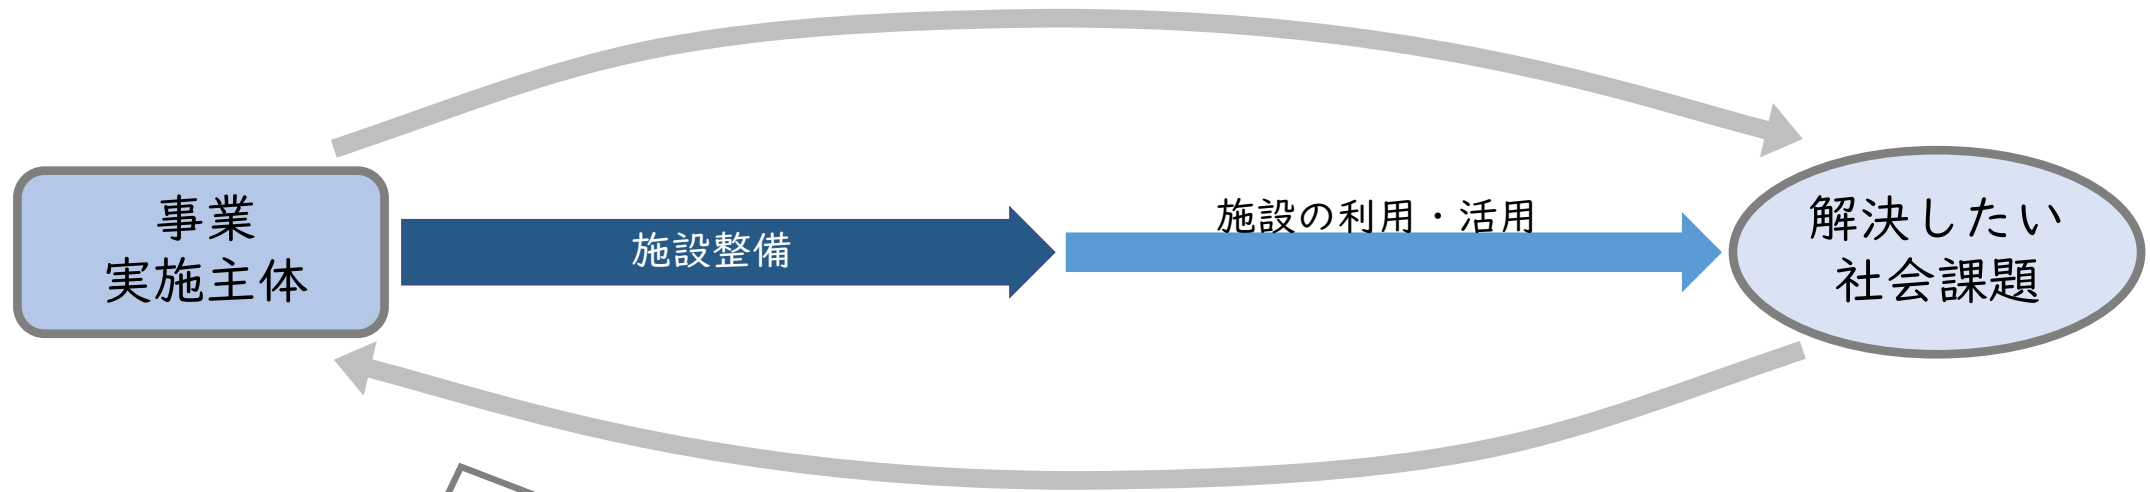 事業
実施主体
施設整備
施設の利用・活用
解決したい
社会課題